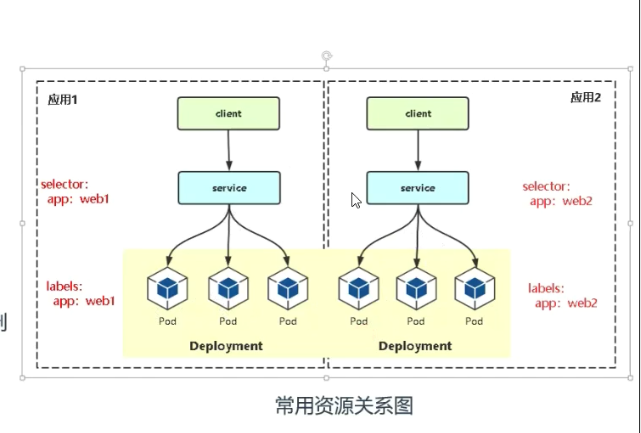 应用1
client
service
selector:
app: web1
labels:
app: web1
Pod
Pod
Pod
Deployment
应用2
client
service
selector:
app: web2
labels:
app: web2
Pod
Pod
Pod
Deployment
常用资源关系图